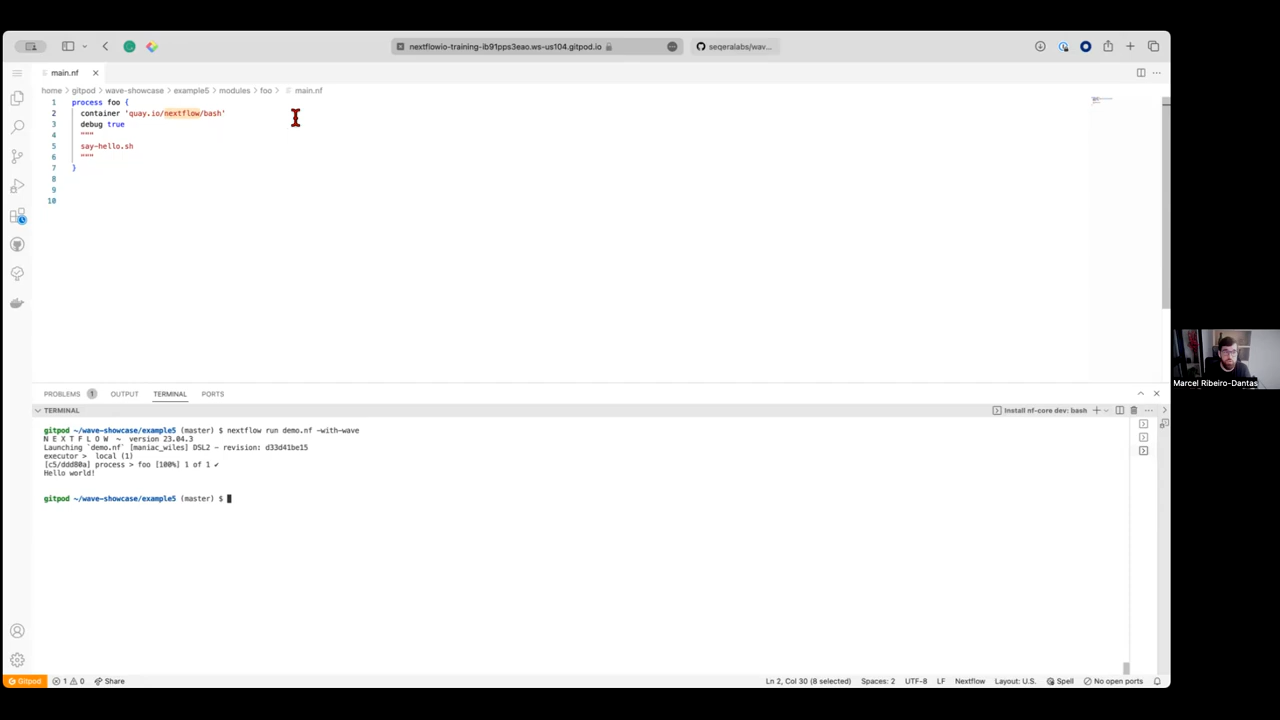 nextflowio-training-ib91pps3eao.ws-us104.gitpod.io
seqeralabs/wav...
main.nf
home > gitpod > wave-showcase > example5 > modules > foo > main.nf
1 process foo {
2 container 'quay.io/nextflow/bash'
3 debug true
4 """
5 say-hello.sh
6 """
7 }
8
9
10
Marcel Ribeiro-Dantas
PROBLEMS 1 OUTPUT TERMINAL PORTS
TERMINAL
Install nf-core dev: bash
gitpod ~/wave-showcase/example5 (master) $ nextflow run demo.nf -with-wave
N E X T F L O W ~ version 23.04.3
Launching `demo.nf` [maniac_wiles] DSL2 - revision: d33d41be15
executor > local (1)
[c5/ddd80a] process > foo [100%] 1 of 1 ✔
Hello world!
gitpod ~/wave-showcase/example5 (master) $
Gitpod 1 0 Share
Ln 2, Col 30 (8 selected) Spaces: 2 UTF-8 LF Nextflow Layout: U.S. Spell No open ports